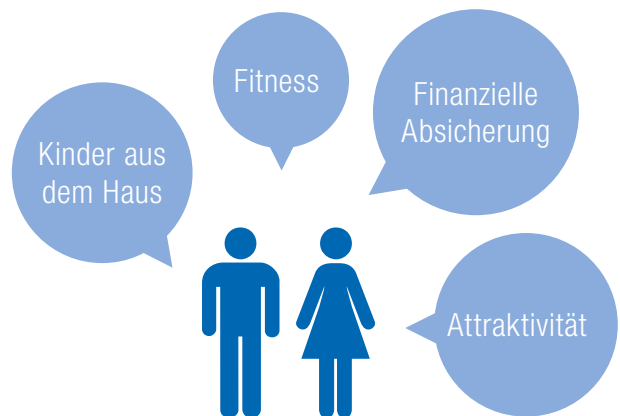 Kinder aus
dem Haus
Fitness
Finanzielle
Absicherung
Attraktivität